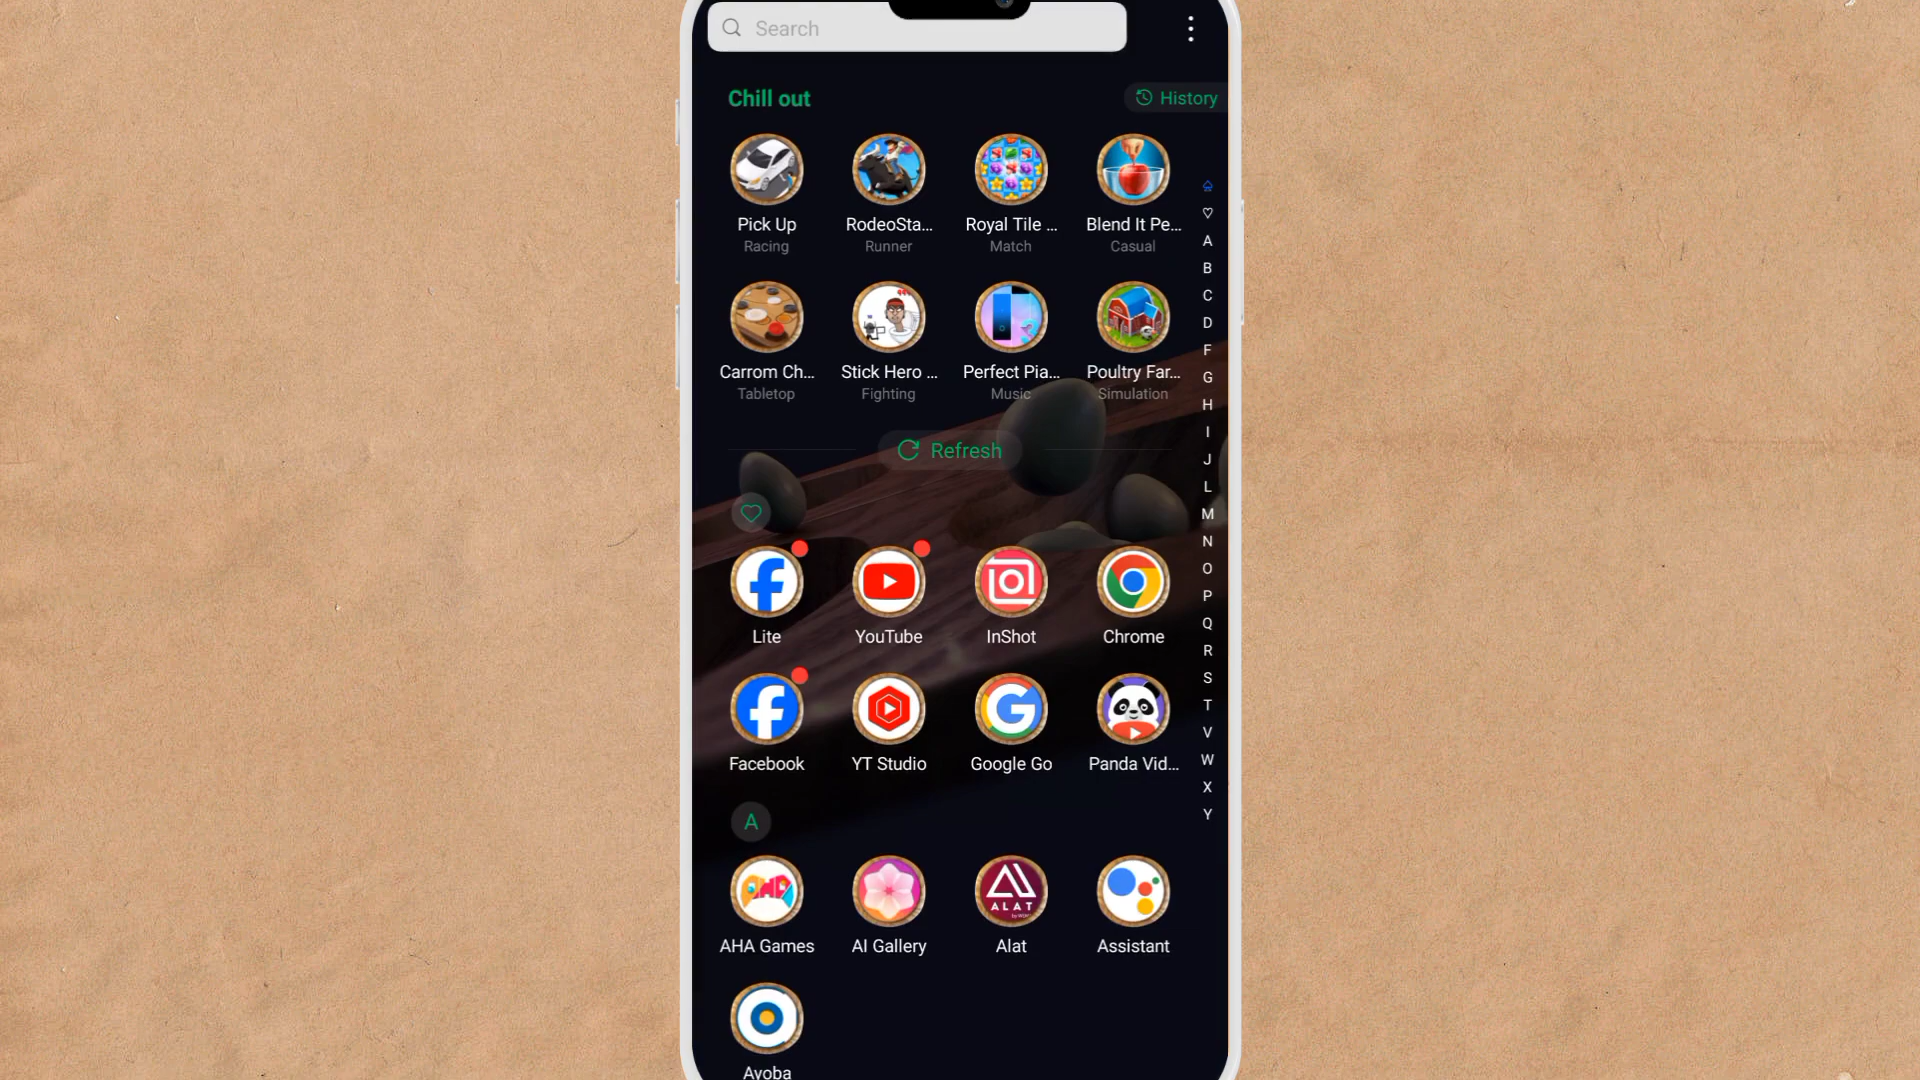 Search
Chill out
History
Pick Up
RodeoSta...
Royal Tile ...
Blend It Pe...
Racing
Runner
Match
Casual
Carrom Ch...
Stick Hero ...
Perfect Pia...
Poultry Far...
Tabletop
Fighting
Music
Simulation
Refresh
Lite
YouTube
InShot
Chrome
Facebook
YT Studio
Google Go
Panda Vid...
A
ALAT
AHA Games
AI Gallery
Alat
Assistant
Ayoba
A
B
C
D
F
G
H
I
J
L
M
N
O
P
Q
R
S
T
V
W
X
Y